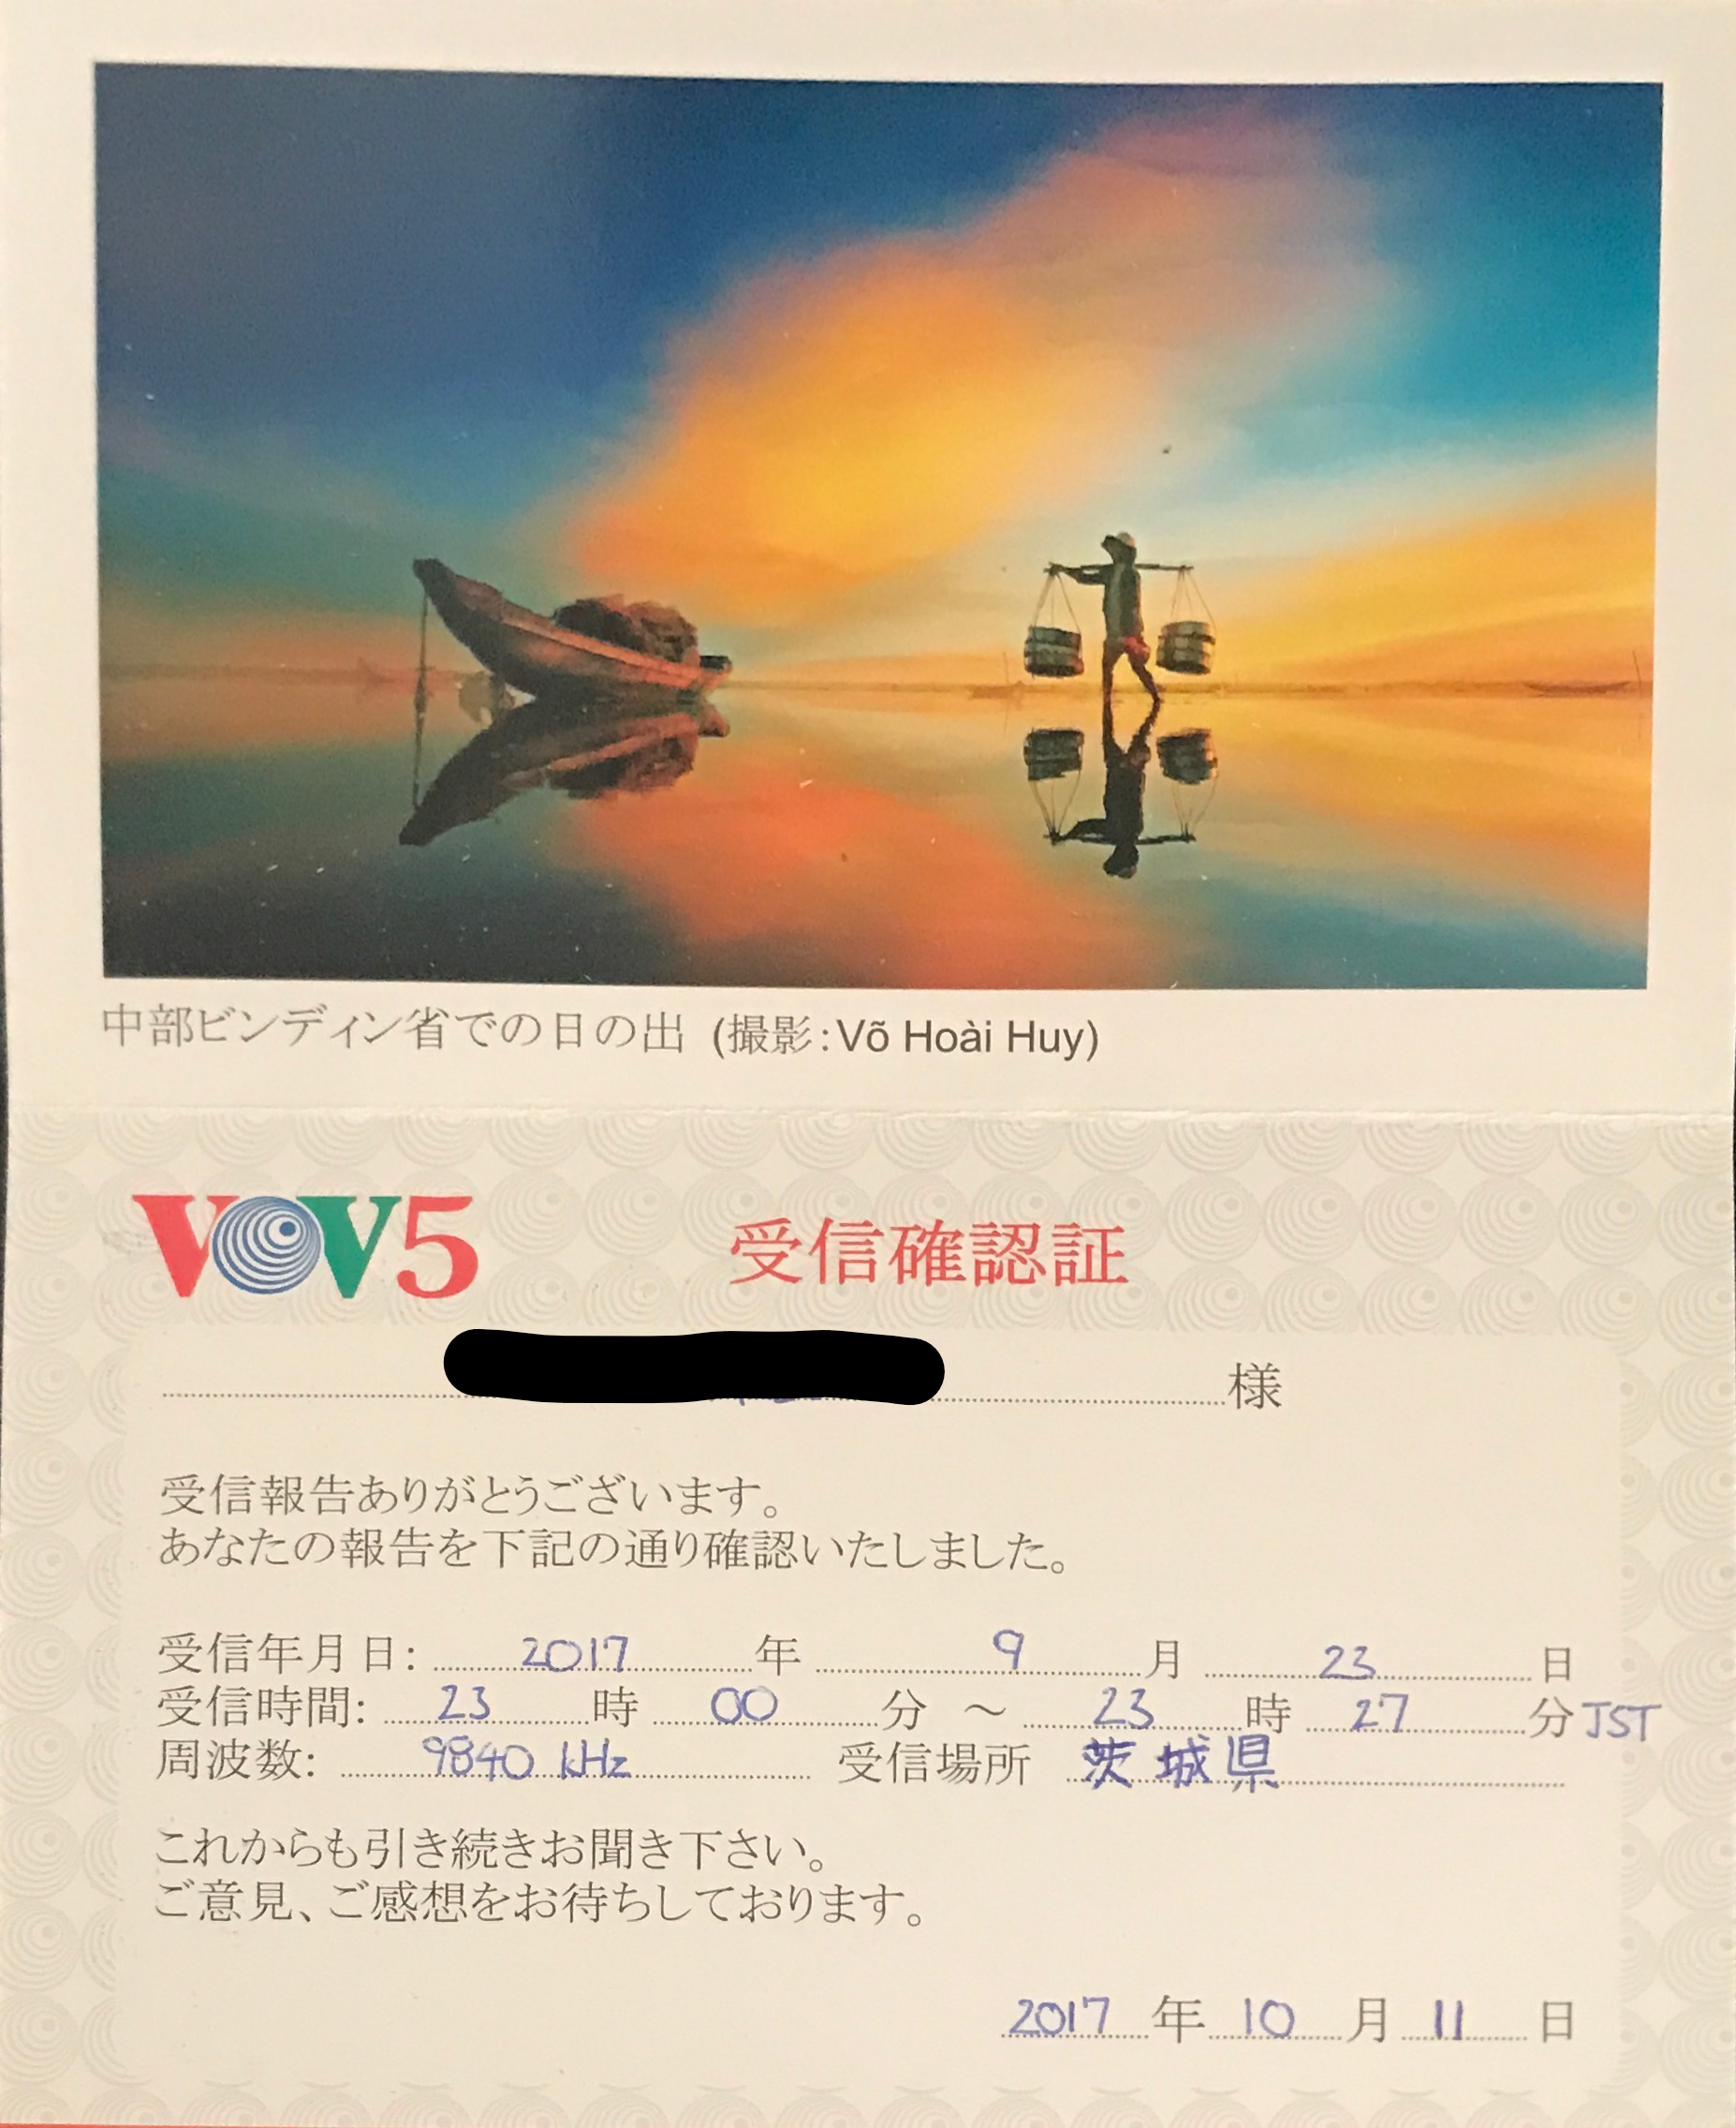 中部ビンディン省での日の出 (撮影:Võ Hoài Huy)
VOV5
受信確認証
様
受信報告ありがとうございます。
あなたの報告を下記の通り確認いたしました。
受信年月日: 2017 年 9 月 23 日
受信時間: 23 時 00 分 ～ 23 時 27 分 JST
周波数: 9840 kHz 受信場所 茨城県
これからも引き続きお聞き下さい。
ご意見、ご感想をお待ちしております。
2017 年 10 月 11 日